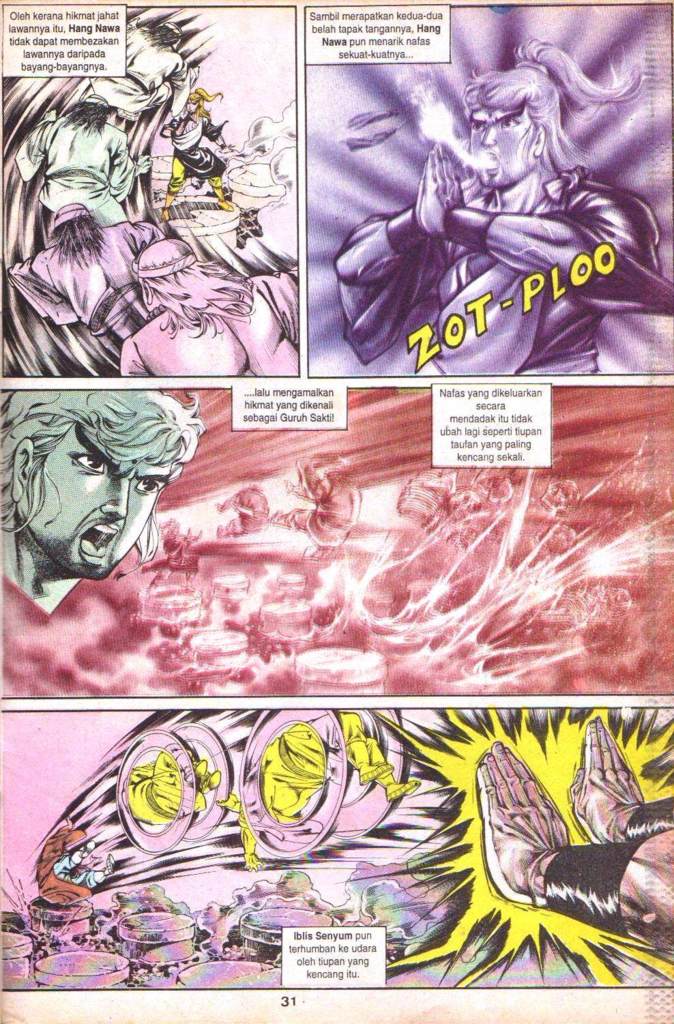 Oleh kerana hikmat jahat
lawannya itu, Hang Nawa
tidak dapat membezakan
lawannya daripada
bayang-bayangnya.
Sambil merapatkan kedua-dua
belah tapak tangannya, Hang
Nawa pun menarik nafas
sekuat-kuatnya...
ZOT-PLOO
....lalu mengamalkan
hikmat yang dikenali
sebagai Guruh Sakti!
Nafas yang dikeluarkan
secara
mendadak itu tidak
ubah lagi seperti tiupan
taufan yang paling
kencang sekali.
Iblis Senyum pun
terhumban ke udara
oleh tiupan yang
kencang itu.
31